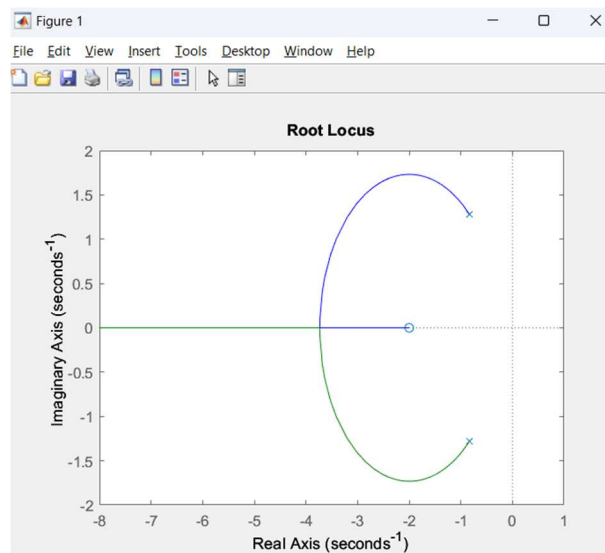 Figure 1
File Edit View Insert Tools Desktop Window Help
Root Locus
2
1.5
1
0.5
0
-0.5
-1
-1.5
-2
Imaginary Axis (seconds-1)
-8 -7 -6 -5 -4 -3 -2 -1 0 1
Real Axis (seconds-1)